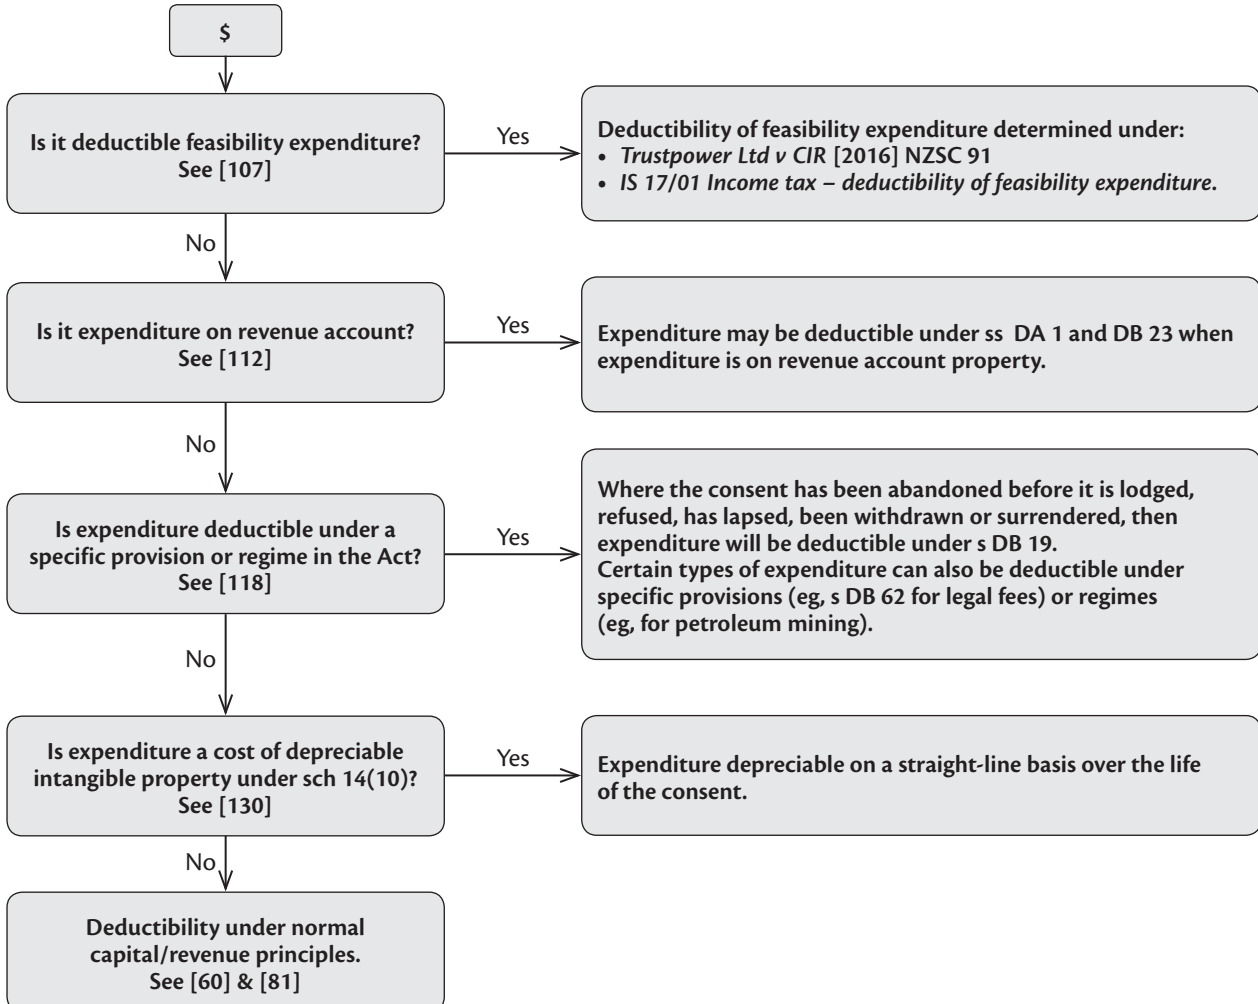 $
Is it deductible feasibility expenditure?
See [107]
Yes
Deductibility of feasibility expenditure determined under:
• Trustpower Ltd v CIR [2016] NZSC 91
• IS 17/01 Income tax – deductibility of feasibility expenditure.
No
Is it expenditure on revenue account?
See [112]
Yes
Expenditure may be deductible under ss DA 1 and DB 23 when
expenditure is on revenue account property.
No
Is expenditure deductible under a
specific provision or regime in the Act?
See [118]
Yes
Where the consent has been abandoned before it is lodged,
refused, has lapsed, been withdrawn or surrendered, then
expenditure will be deductible under s DB 19.
Certain types of expenditure can also be deductible under
specific provisions (eg, s DB 62 for legal fees) or regimes
(eg, for petroleum mining).
No
Is expenditure a cost of depreciable
intangible property under sch 14(10)?
See [130]
Yes
Expenditure depreciable on a straight-line basis over the life
of the consent.
No
Deductibility under normal
capital/revenue principles.
See [60] & [81]